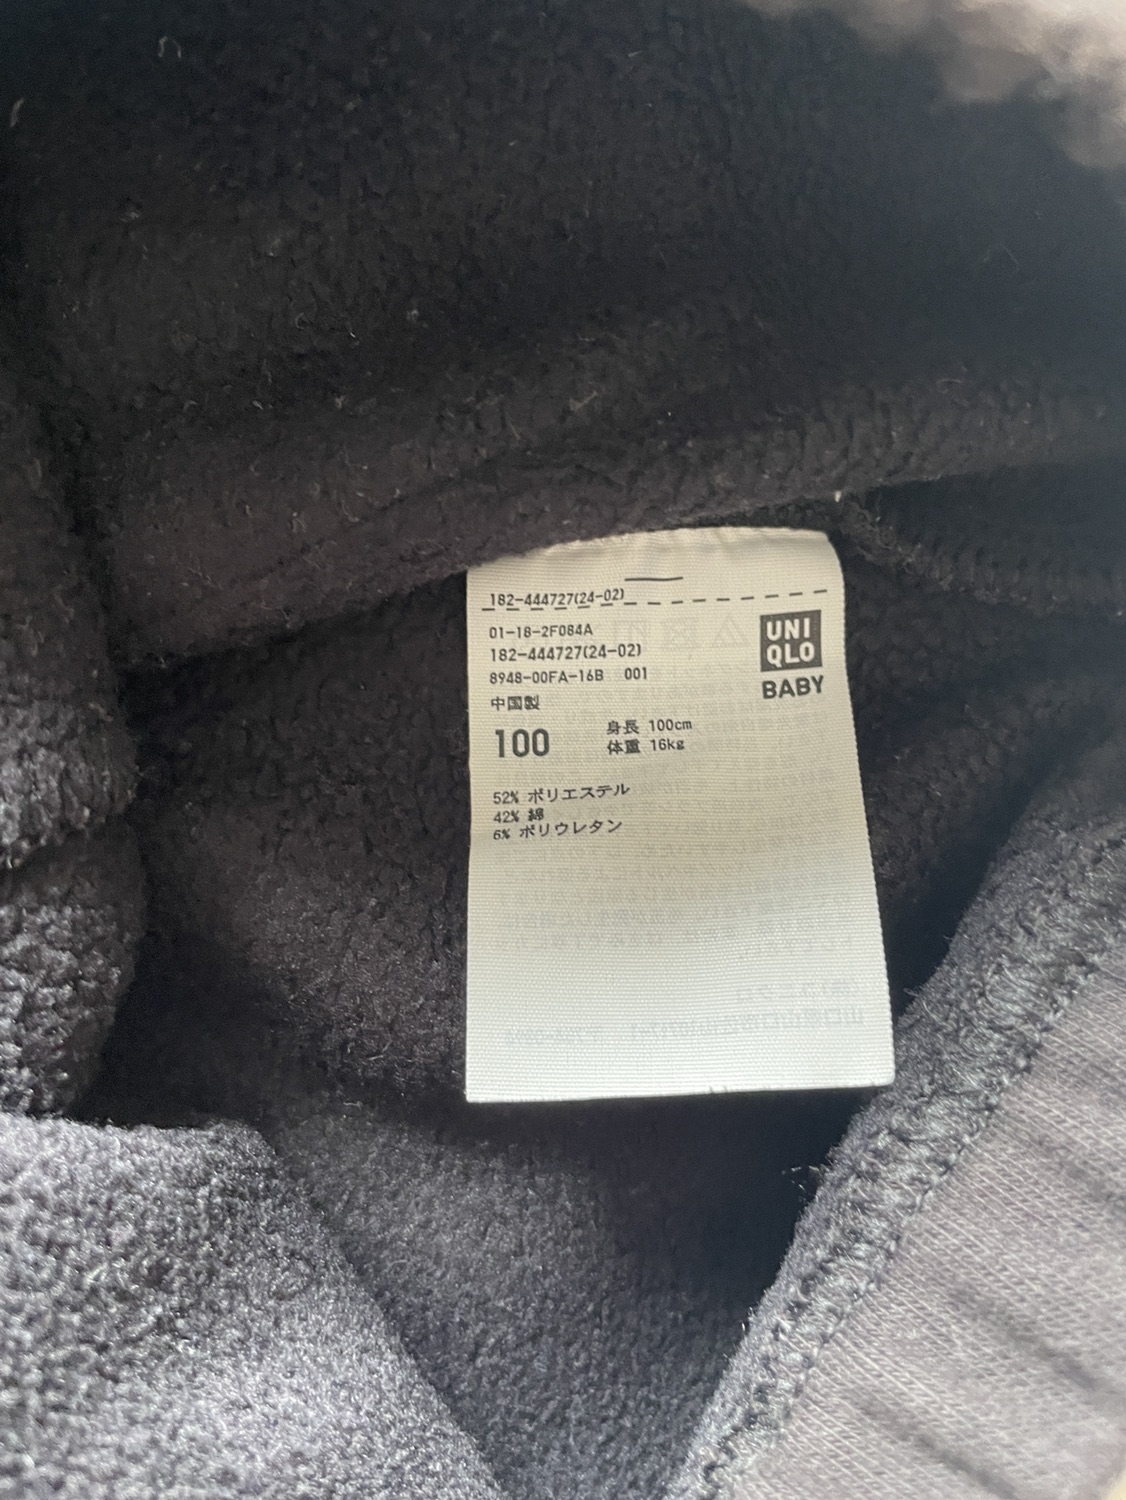 182-444727(24-02)
01-18-2F084A
182-444727(24-02)
8948-00FA-16B 001
中国製
UNI
QLO
BABY
100
身長 100cm
体重 16kg
52% ポリエステル
42% 綿
6% ポリウレタン